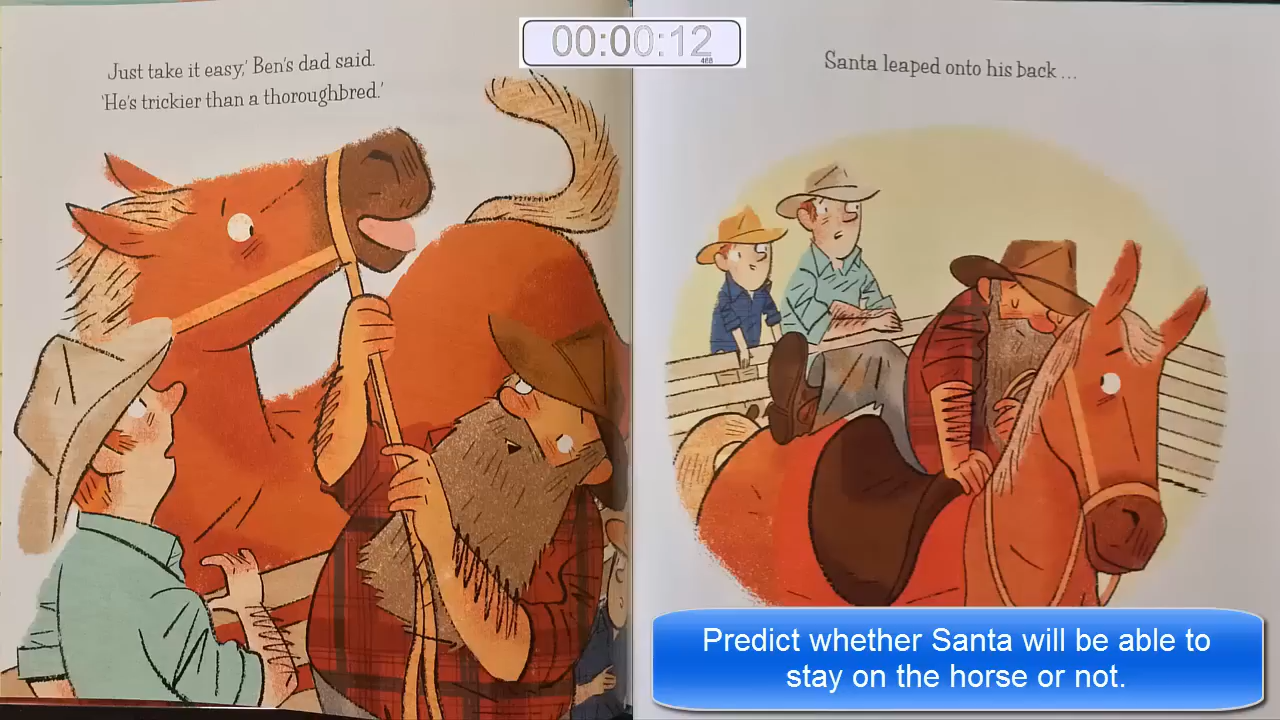 Just take it easy,' Ben's dad said.
'He's trickier than a thoroughbred.'
00:00:12
468
Santa leaped onto his back ...
Predict whether Santa will be able to
stay on the horse or not.